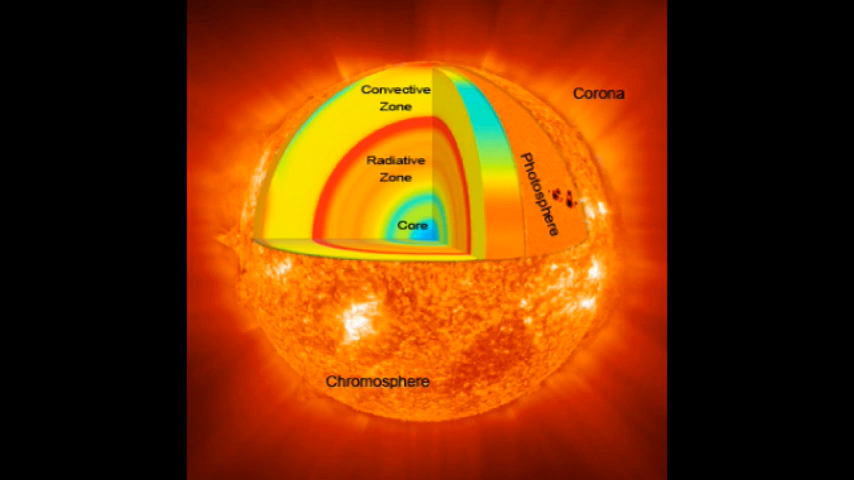 Convective
Zone
Corona
Radiative
Zone
Photosphere
Core
Chromosphere